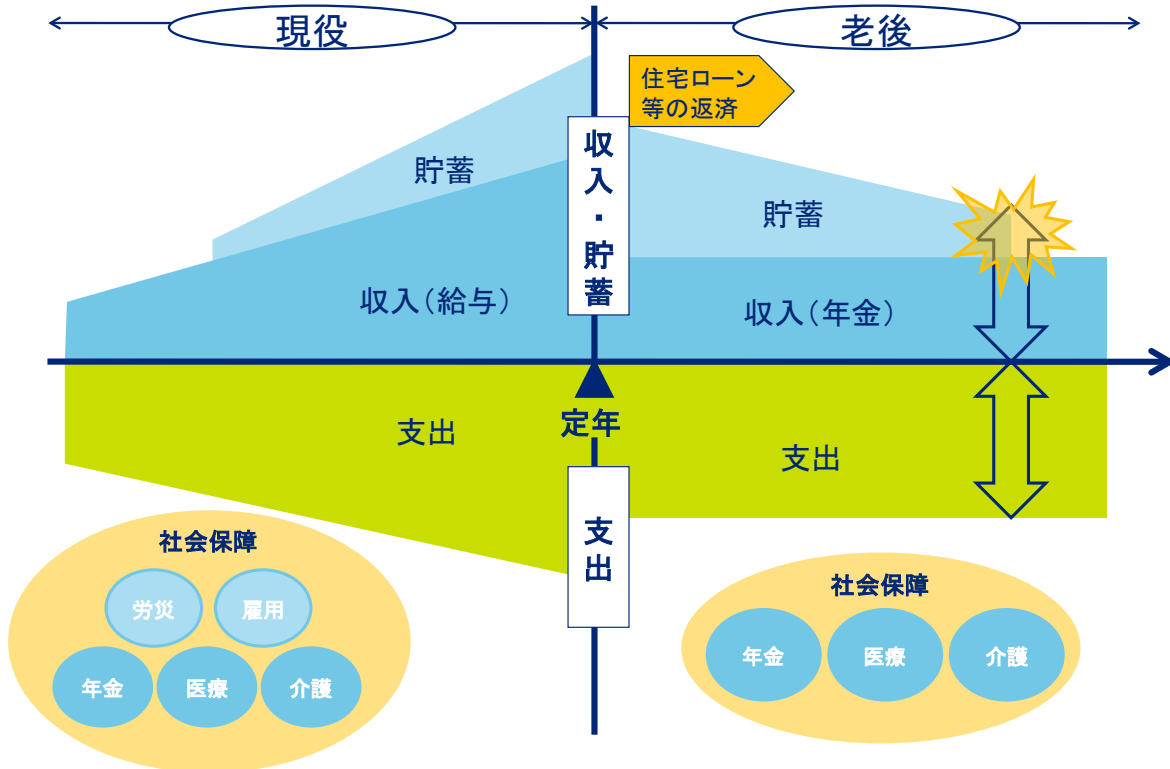 現役
老後
住宅ローン
等の返済
収入・貯蓄
貯蓄
貯蓄
収入（給与）
収入（年金）
定年
支出
支出
支出
社会保障
労災
雇用
年金
医療
介護
社会保障
年金
医療
介護